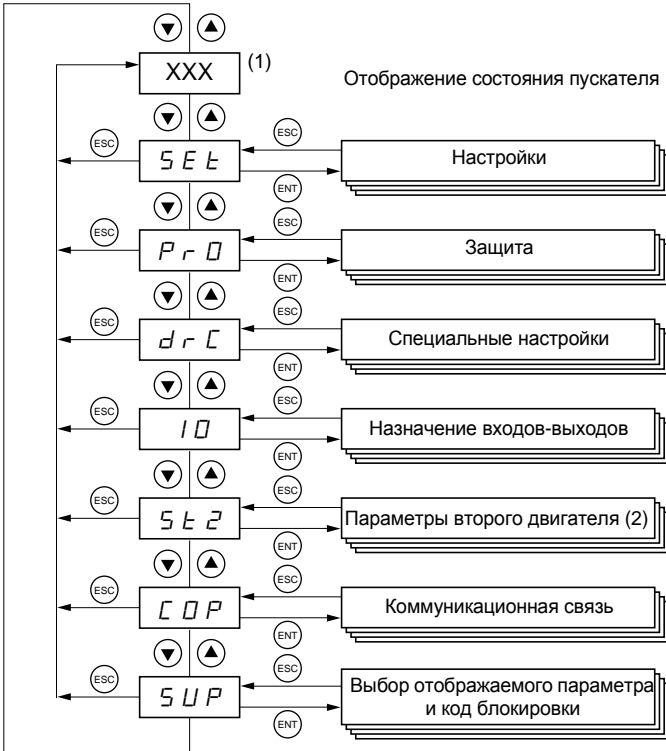 XXX (1)
Отображение состояния пускателя
ESC
ESC
SEt
Настройки
ENT
ESC
ESC
PrO
Защита
ENT
ESC
ESC
drC
Специальные настройки
ENT
ESC
ESC
IO
Назначение входов-выходов
ENT
ESC
ESC
St2
Параметры второго двигателя (2)
ENT
ESC
ESC
COP
Коммуникационная связь
ENT
ESC
ESC
SUP
Выбор отображаемого параметра
и код блокировки
ENT